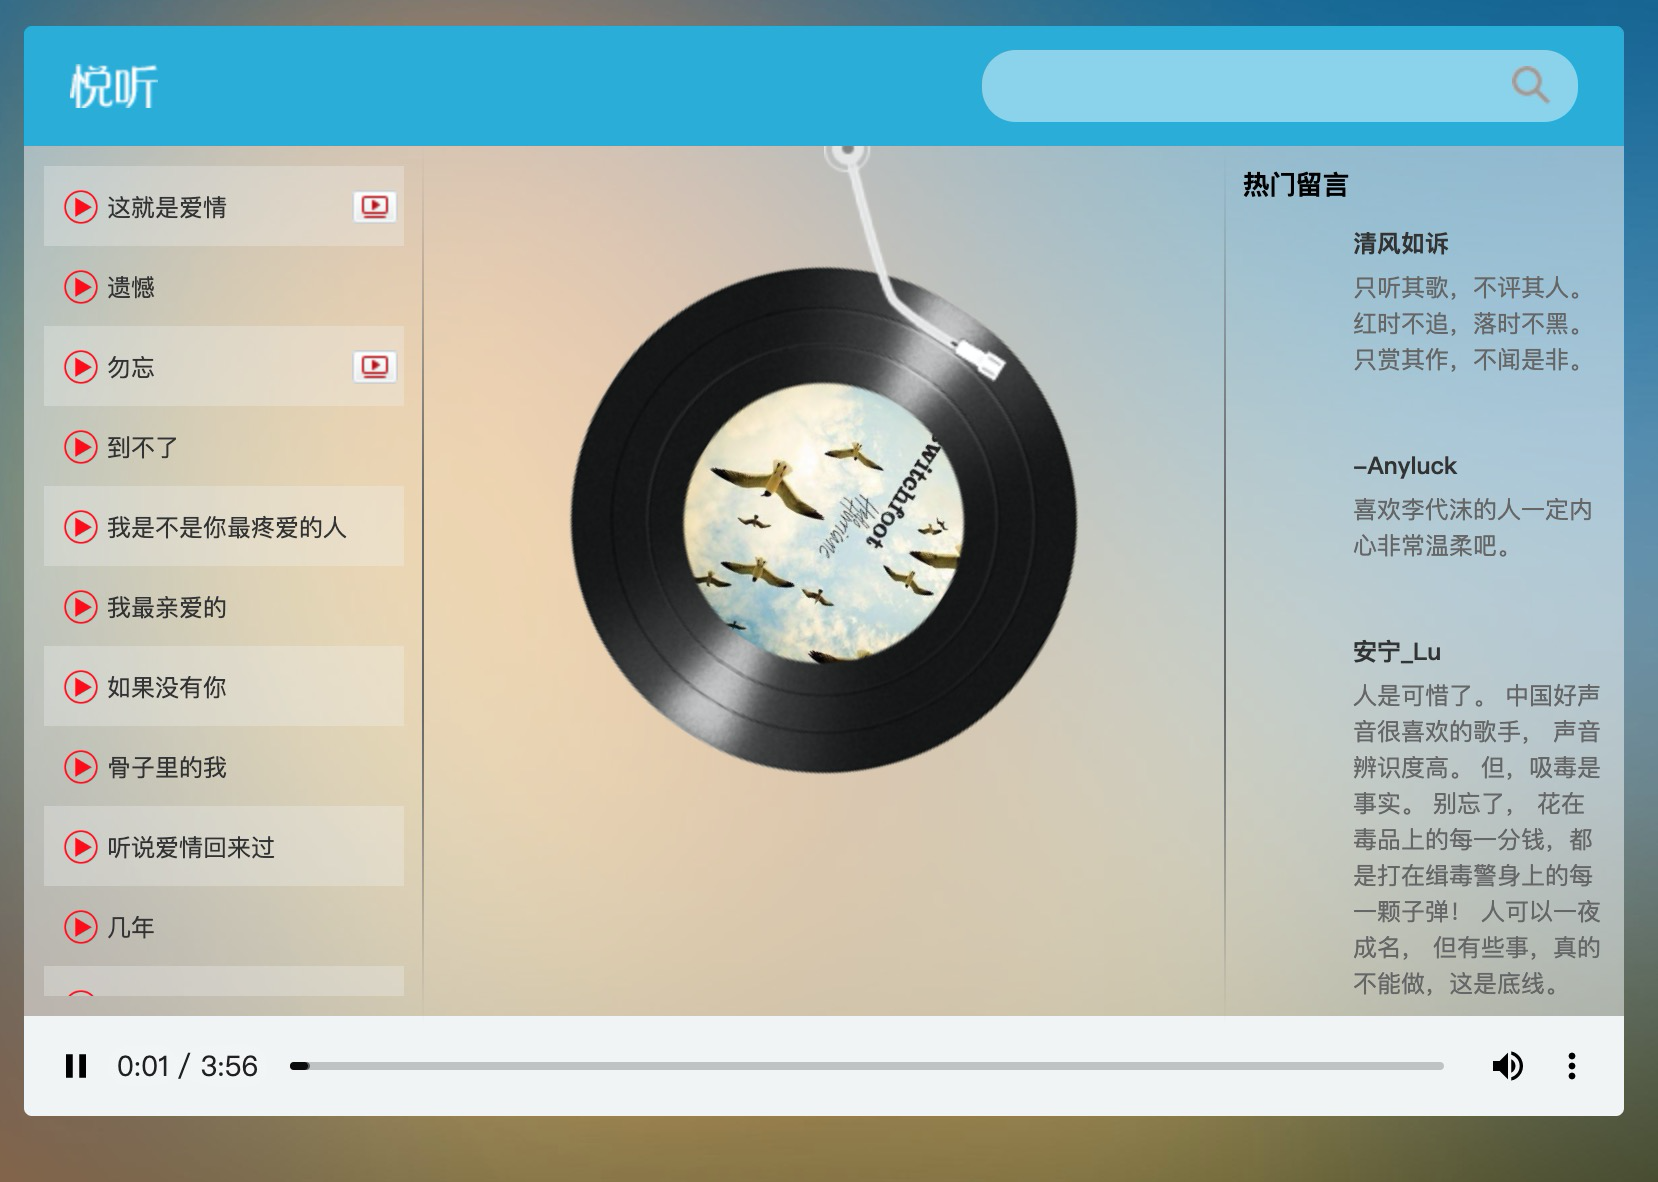 悦听
这就是爱情
遗憾
勿忘
到不了
我是不是你最疼爱的人
我最亲爱的
如果没有你
骨子里的我
听说爱情回来过
几年
switchfoot
Hello
Hurricane
热门留言
清风如诉
只听其歌，不评其人。
红时不追，落时不黑。
只赏其作，不闻是非。
–Anyluck
喜欢李代沫的人一定内
心非常温柔吧。
安宁_Lu
人是可惜了。 中国好声
音很喜欢的歌手， 声音
辨识度高。 但，吸毒是
事实。 别忘了， 花在
毒品上的每一分钱，都
是打在缉毒警身上的每
一颗子弹！ 人可以一夜
成名， 但有些事，真的
不能做，这是底线。
0:01 / 3:56